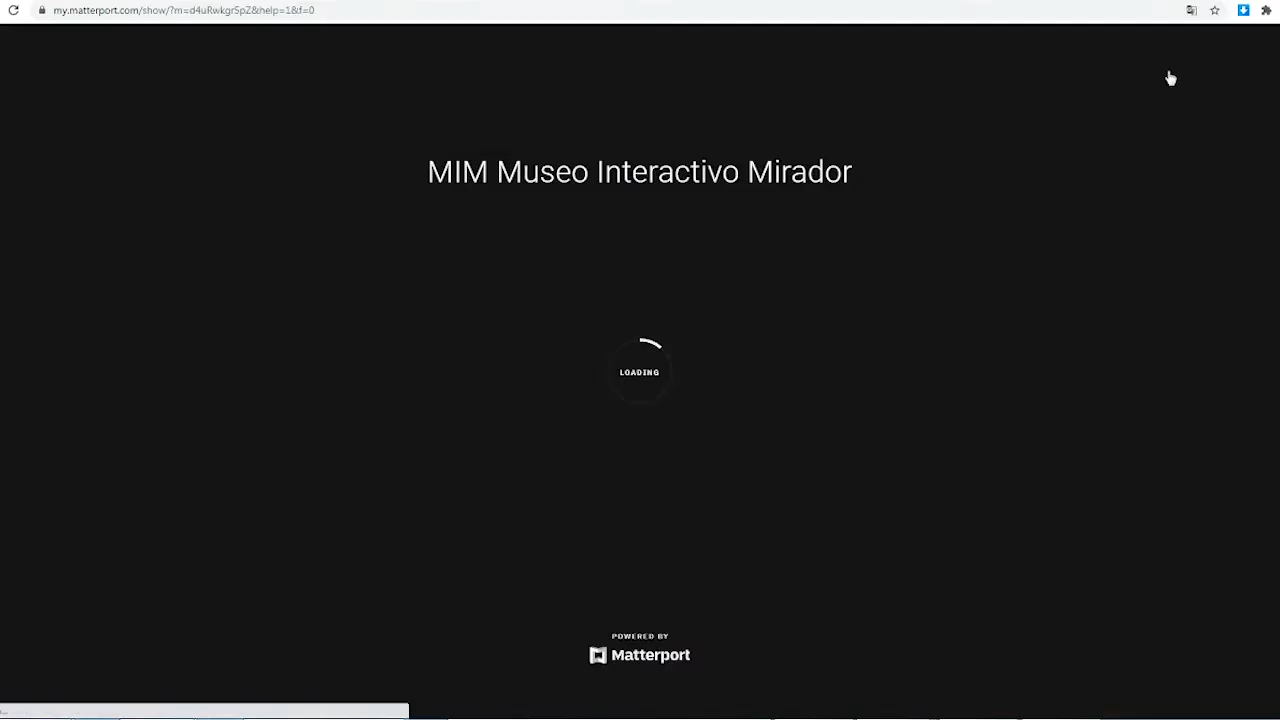 my.matterport.com/show/?m=d4uRwkgrSpZ&help=1&f=0
MIM Museo Interactivo Mirador
LOADING
POWERED BY
Matterport